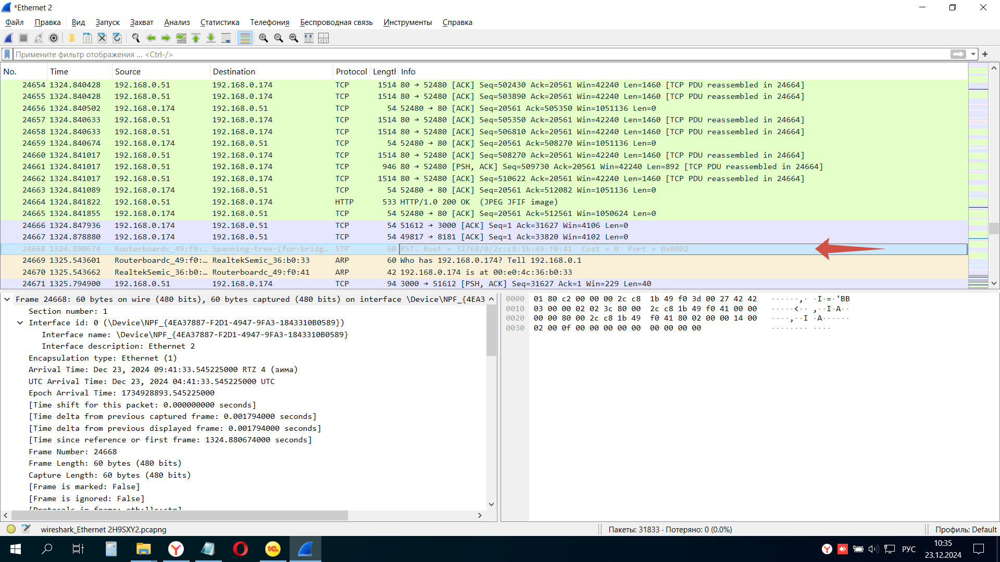 *Ethernet 2
Файл Правка Вид Запуск Захват Анализ Статистика Телефония Беспроводная связь Инструменты Справка
Примените фильтр отображения ... <Ctrl-/>
No. Time Source Destination Protocol Length Info
24654 1324.840428 192.168.0.51 192.168.0.174 TCP 1514 80 → 52480 [ACK] Seq=502430 Ack=20561 Win=42240 Len=1460 [TCP PDU reassembled in 24664]
24655 1324.840428 192.168.0.51 192.168.0.174 TCP 1514 80 → 52480 [ACK] Seq=503890 Ack=20561 Win=42240 Len=1460 [TCP PDU reassembled in 24664]
24656 1324.840502 192.168.0.174 192.168.0.51 TCP 54 52480 → 80 [ACK] Seq=20561 Ack=505350 Win=1051136 Len=0
24657 1324.840633 192.168.0.51 192.168.0.174 TCP 1514 80 → 52480 [ACK] Seq=505350 Ack=20561 Win=42240 Len=1460 [TCP PDU reassembled in 24664]
24658 1324.840633 192.168.0.51 192.168.0.174 TCP 1514 80 → 52480 [ACK] Seq=506810 Ack=20561 Win=42240 Len=1460 [TCP PDU reassembled in 24664]
24659 1324.840674 192.168.0.174 192.168.0.51 TCP 54 52480 → 80 [ACK] Seq=20561 Ack=508270 Win=1051136 Len=0
24660 1324.841017 192.168.0.51 192.168.0.174 TCP 1514 80 → 52480 [ACK] Seq=508270 Ack=20561 Win=42240 Len=1460 [TCP PDU reassembled in 24664]
24661 1324.841017 192.168.0.51 192.168.0.174 TCP 946 80 → 52480 [PSH, ACK] Seq=509730 Ack=20561 Win=42240 Len=892 [TCP PDU reassembled in 24664]
24662 1324.841017 192.168.0.51 192.168.0.174 TCP 1514 80 → 52480 [ACK] Seq=510622 Ack=20561 Win=42240 Len=1460 [TCP PDU reassembled in 24664]
24663 1324.841089 192.168.0.174 192.168.0.51 TCP 54 52480 → 80 [ACK] Seq=20561 Ack=512082 Win=1051136 Len=0
24664 1324.841822 192.168.0.51 192.168.0.174 HTTP 533 HTTP/1.0 200 OK (JPEG JFIF image)
24665 1324.841855 192.168.0.174 192.168.0.51 TCP 54 52480 → 80 [ACK] Seq=20561 Ack=512561 Win=1050624 Len=0
24666 1324.847936 192.168.0.174 192.168.0.51 TCP 54 51612 → 3000 [ACK] Seq=1 Ack=31627 Win=4106 Len=0
24667 1324.878880 192.168.0.174 192.168.0.51 TCP 54 49817 → 8181 [ACK] Seq=1 Ack=33820 Win=4102 Len=0
24668 1324.880674 Routerboardc_49:f0:… Spanning-tree-(for-bridg… STP 60 RST. Root = 32768/0/2c:c8:1b:49:f0:41 Cost = 0 Port = 0x8002
24669 1325.543601 Routerboardc_49:f0:… RealtekSemic_36:b0:33 ARP 60 Who has 192.168.0.174? Tell 192.168.0.1
24670 1325.543662 RealtekSemic_36:b0:… Routerboardc_49:f0:41 ARP 42 192.168.0.174 is at 00:e0:4c:36:b0:33
24671 1325.794900 192.168.0.51 192.168.0.174 TCP 94 3000 → 51612 [PSH, ACK] Seq=31627 Ack=1 Win=229 Len=40
Frame 24668: 60 bytes on wire (480 bits), 60 bytes captured (480 bits) on interface \Device\NPF_{4EA3
Section number: 1
Interface id: 0 (\Device\NPF_{4EA37887-F2D1-4947-9FA3-1843310B0589})
Interface name: \Device\NPF_{4EA37887-F2D1-4947-9FA3-1843310B0589}
Interface description: Ethernet 2
Encapsulation type: Ethernet (1)
Arrival Time: Dec 23, 2024 09:41:33.545225000 RTZ 4 (зима)
UTC Arrival Time: Dec 23, 2024 04:41:33.545225000 UTC
Epoch Arrival Time: 1734928893.545225000
[Time shift for this packet: 0.000000000 seconds]
[Time delta from previous captured frame: 0.001794000 seconds]
[Time delta from previous displayed frame: 0.001794000 seconds]
[Time since reference or first frame: 1324.880674000 seconds]
Frame Number: 24668
Frame Length: 60 bytes (480 bits)
Capture Length: 60 bytes (480 bits)
[Frame is marked: False]
[Frame is ignored: False]
[Protocols in frame: eth:llc:stp]
0000 01 80 c2 00 00 00 2c c8 1b 49 f0 3d 00 27 42 42 ······,· ·I·=·'BB
0010 03 00 00 02 02 3c 80 00 2c c8 1b 49 f0 41 00 00 ·····<·· ,··I·A··
0020 00 00 80 00 2c c8 1b 49 f0 41 80 02 00 00 14 00 ····,··I ·A······
0030 02 00 0f 00 00 00 00 00 00 00 00 00 ········ ····
wireshark_Ethernet 2H9SXY2.pcapng
Пакеты: 31833 · Потеряно: 0 (0.0%)
Профиль: Default
РУС
10:35
23.12.2024